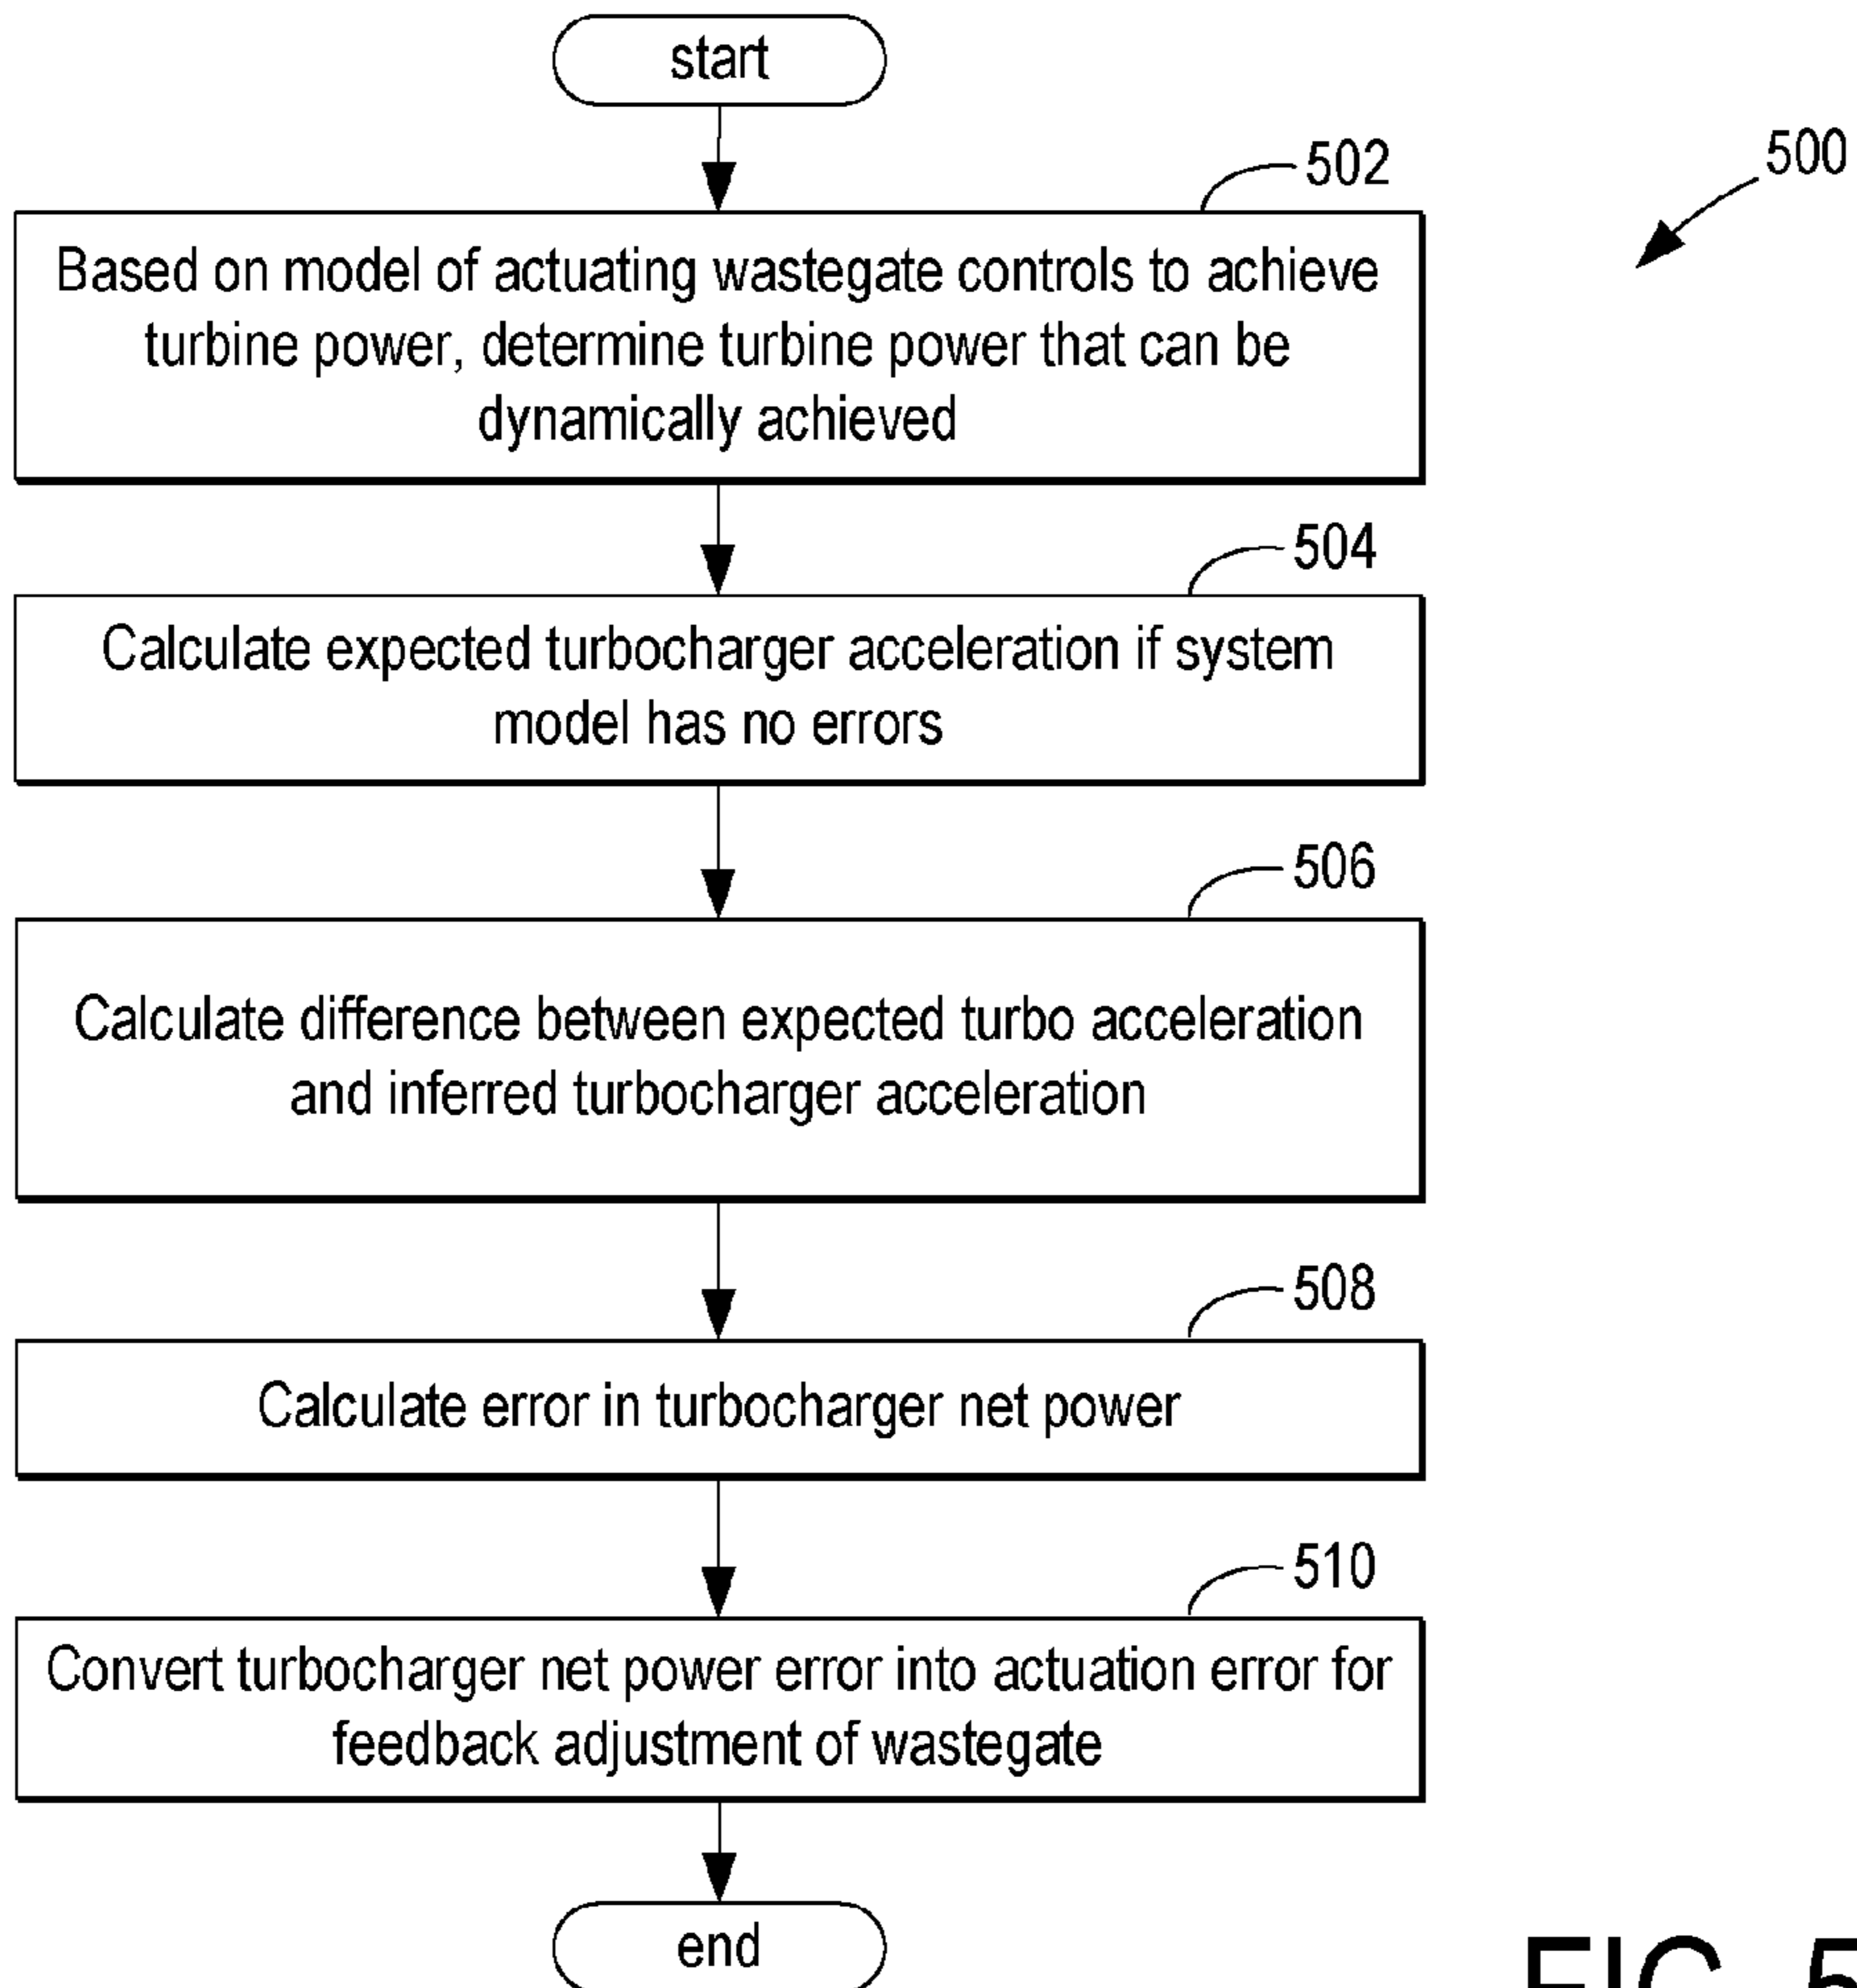 start
502
500
Based on model of actuating wastegate controls to achieve
turbine power, determine turbine power that can be
dynamically achieved
504
Calculate expected turbocharger acceleration if system
model has no errors
506
Calculate difference between expected turbo acceleration
and inferred turbocharger acceleration
508
Calculate error in turbocharger net power
510
Convert turbocharger net power error into actuation error for
feedback adjustment of wastegate
end
FIG. 5